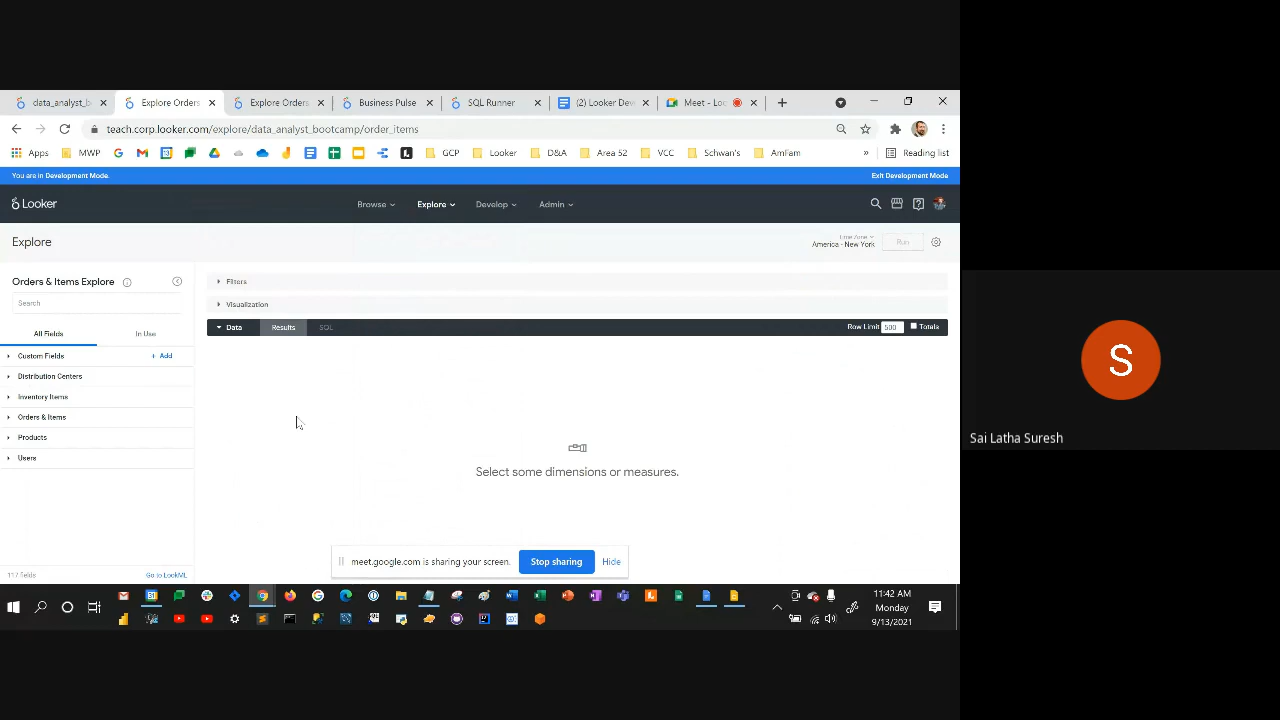 data_analyst_b
Explore Orders
Explore Orders
Business Pulse
SQL Runner
(2) Looker Dev
Meet - Loo
teach.corp.looker.com/explore/data_analyst_bootcamp/order_items
Apps
MWP
GCP
Looker
D&A
Area 52
VCC
Schwan's
AmFam
»
Reading list
You are in Development Mode.
Exit Development Mode
Looker
Browse
Explore
Develop
Admin
Explore
Time Zone
America - New York
Run
Orders & Items Explore
Search
All Fields
In Use
Custom Fields
+ Add
Distribution Centers
Inventory Items
Orders & Items
Products
Users
117 fields
Go to LookML
Filters
Visualization
Data
Results
SQL
Row Limit 500
Totals
Select some dimensions or measures.
meet.google.com is sharing your screen.
Stop sharing
Hide
11:42 AM
Monday
9/13/2021
S
Sai Latha Suresh